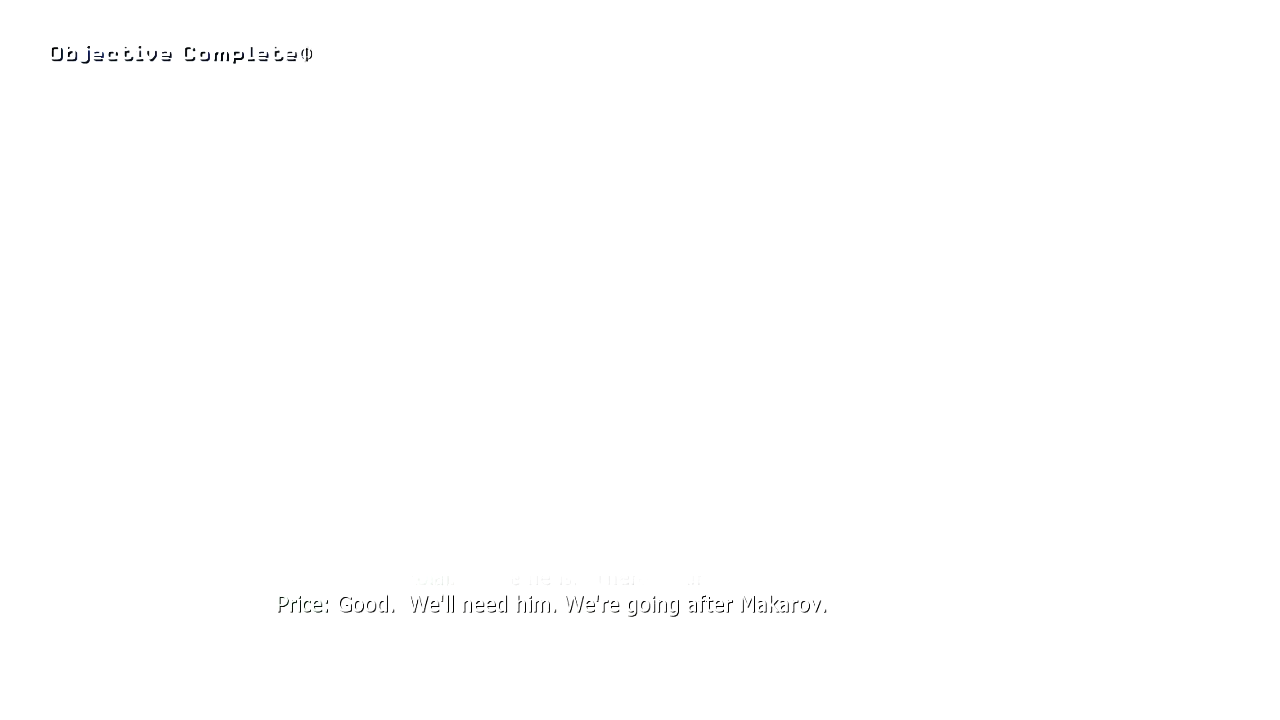 Objective Complete
Price: Good.  We'll need him. We're going after Makarov.